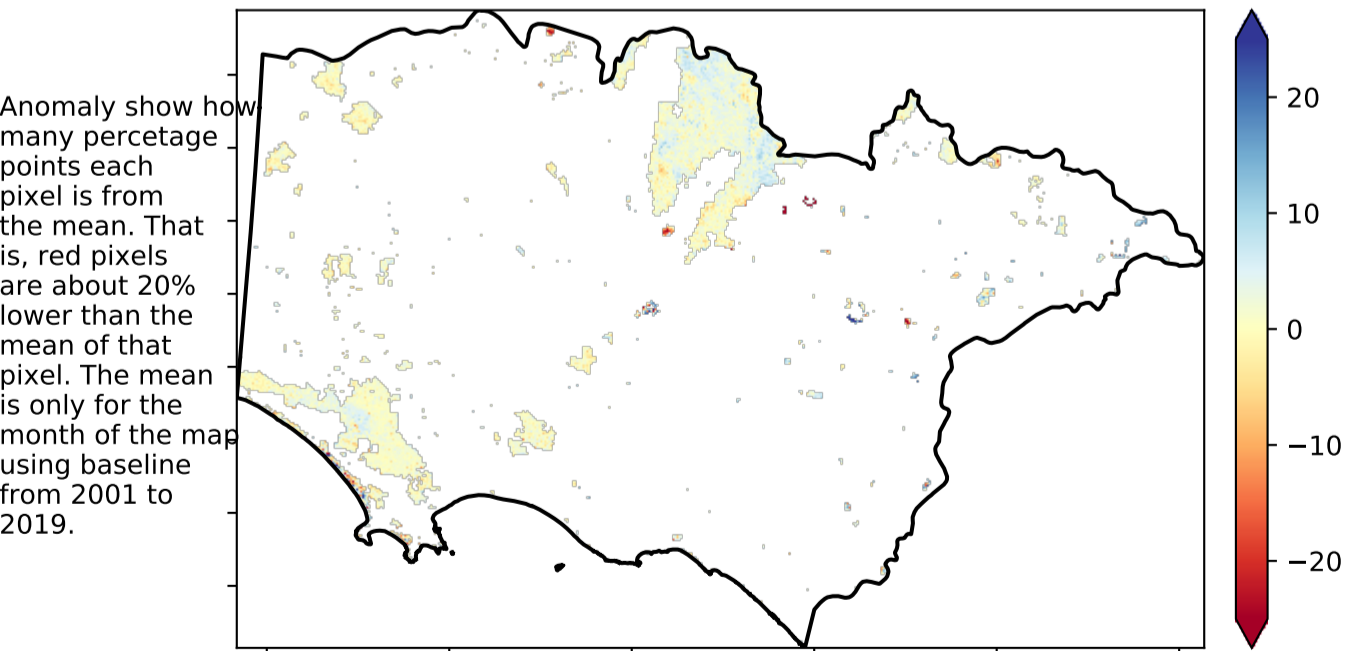 Anomaly show how
many percetage
points each
pixel is from
the mean. That
is, red pixels
are about 20%
lower than the
mean of that
pixel. The mean
is only for the
month of the map
using baseline
from 2001 to
2019.
20
10
0
−10
−20